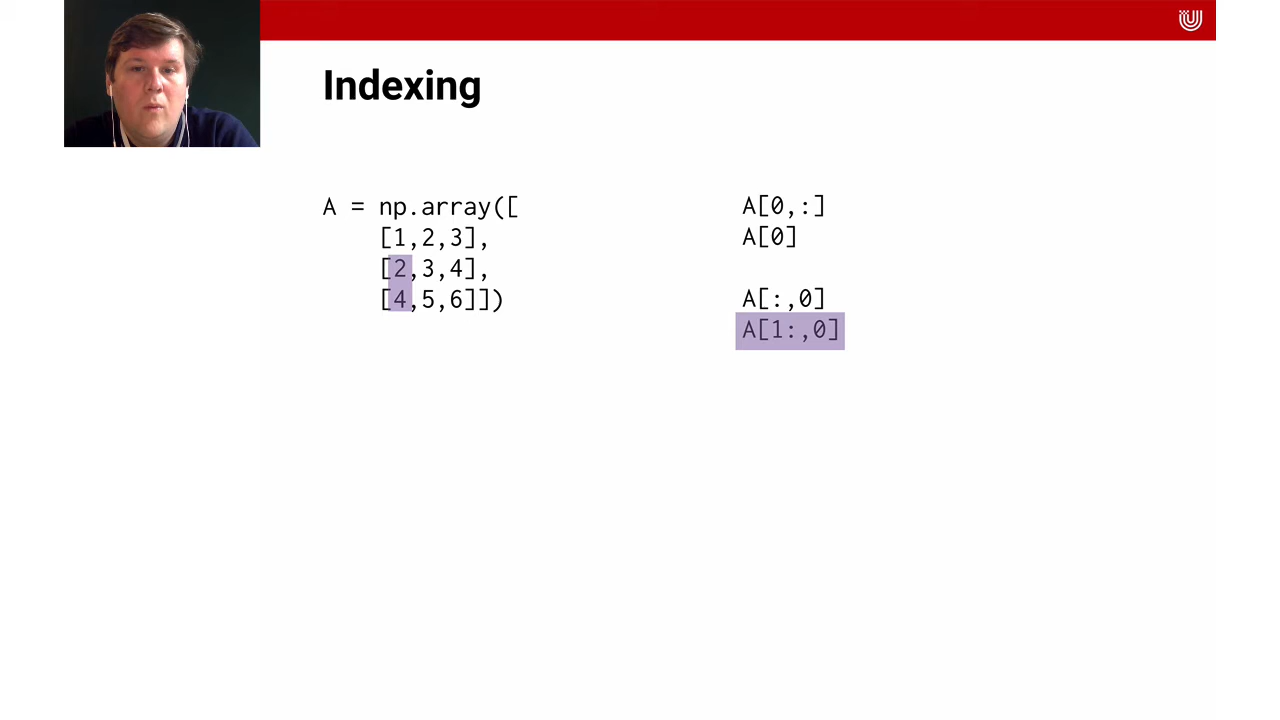 Indexing
A = np.array([
[1,2,3],
[2,3,4],
[4,5,6]])
A[0,:]
A[0]
A[:,0]
A[1:,0]